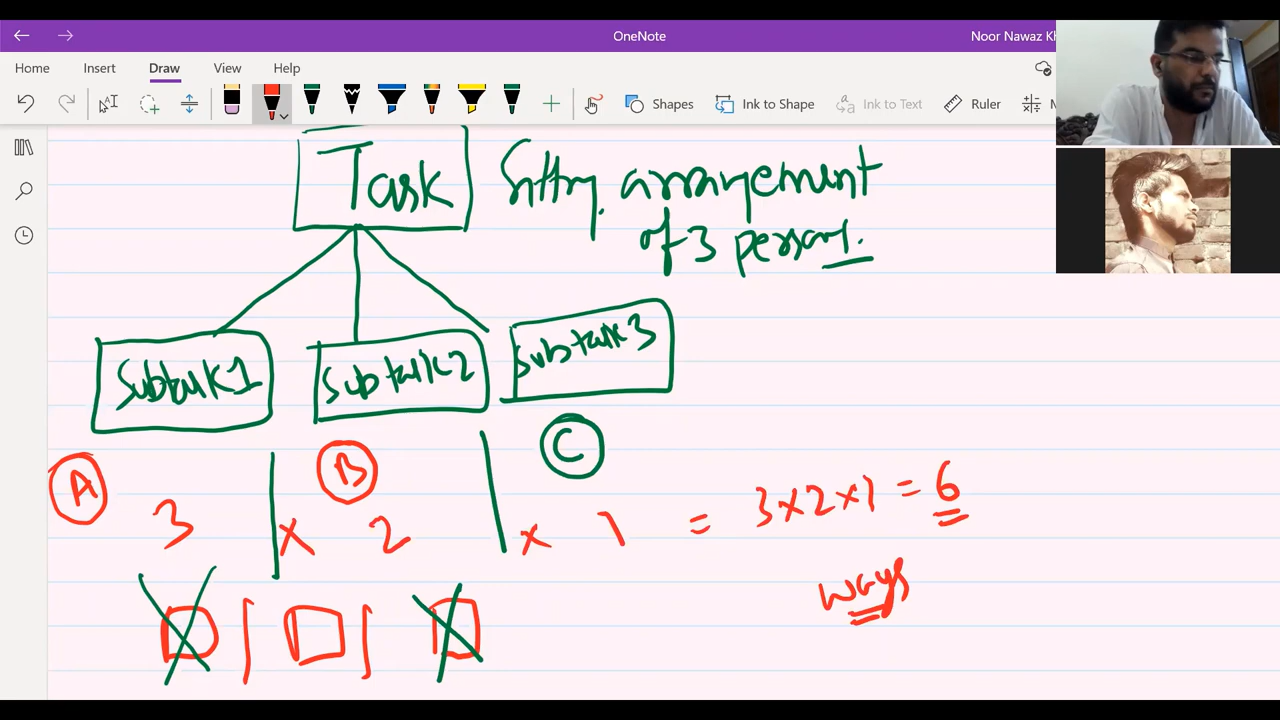 OneNote
Noor Nawaz Kh
Home Insert Draw View Help
Shapes Ink to Shape Ink to Text Ruler M
Task Sitting arrangement
of 3 persons.
Subtask1 Subtask2 Subtask3
A B C
3 x 2 x 1 = 3x2x1 = 6
ways